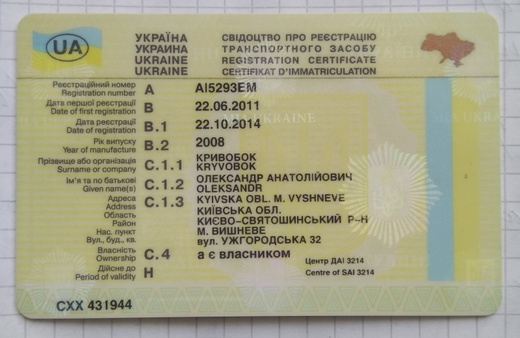 UA
УКРАЇНА СВІДОЦТВО ПРО РЕЄСТРАЦІЮ
УКРАИНА ТРАНСПОРТНОГО ЗАСОБУ
UKRAINE REGISTRATION CERTIFICATE
UKRAINE CERTIFIKAT D'IMMATRICULATION
Реєстраційний номер A АІ5293ЕМ
Registration number
Дата першої реєстрації B 22.06.2011
Date of first registration
Дата реєстрації B.1 22.10.2014
Date of registration
Рік випуску B.2 2008
Year of manufacture
Прізвище або організація C.1.1 КРИВОБОК
Surname or company KRYVOBOK
Ім'я та по батькові C.1.2 ОЛЕКСАНДР АНАТОЛІЙОВИЧ
Given name(s) OLEKSANDR
Адреса C.1.3 KYIVSKA OBL. M. VYSHNEVE
Address КИЇВСЬКА ОБЛ.
Область КИЄВО-СВЯТОШИНСЬКИЙ Р-Н
Район М. ВИШНЕВЕ
Нас. пункт вул. УЖГОРОДСЬКА 32
Вул., буд., кв.
Власність C.4 а є власником Центр ДАІ 3214
Ownership
Дійсне до H Centre of SAI 3214
Period of validity
СХХ 431944